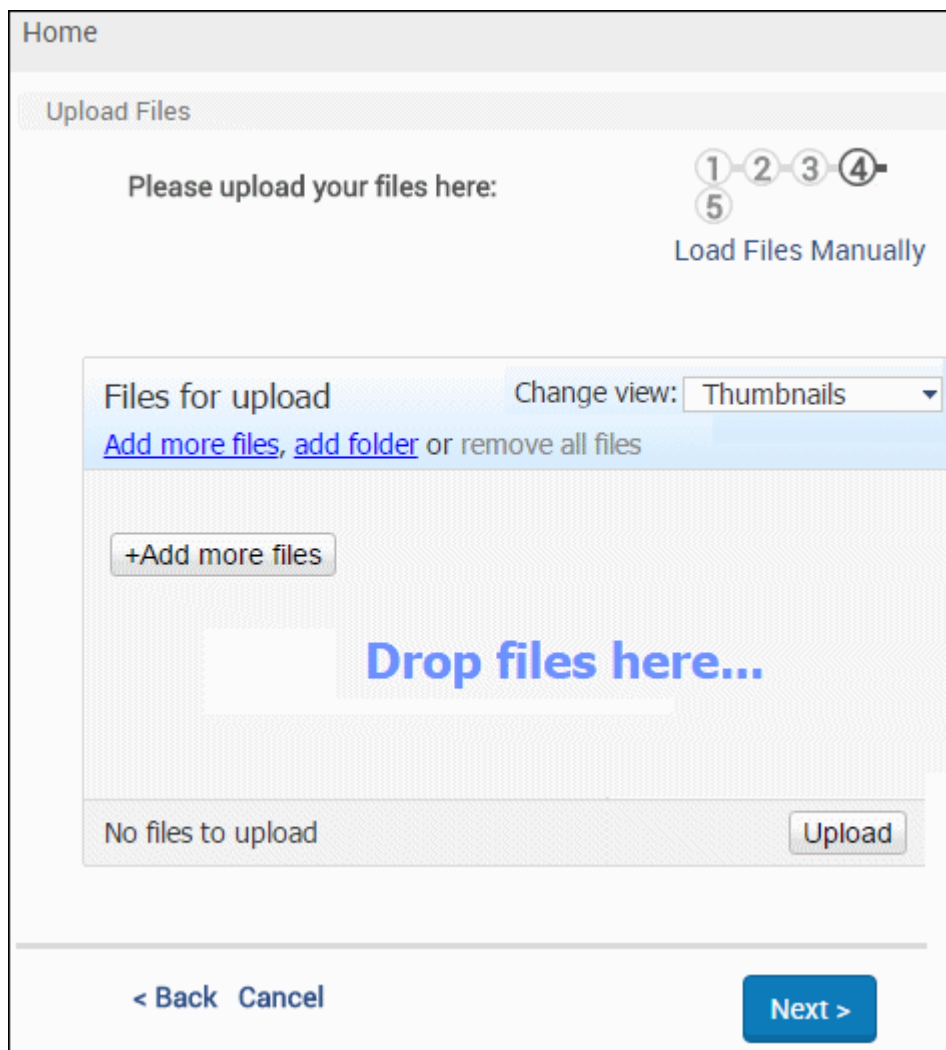 Home
Upload Files
Please upload your files here:
1 2 3 4
5
Load Files Manually
Files for upload
Change view: Thumbnails
Add more files, add folder or remove all files
+Add more files
Drop files here...
No files to upload
Upload
< Back Cancel
Next >